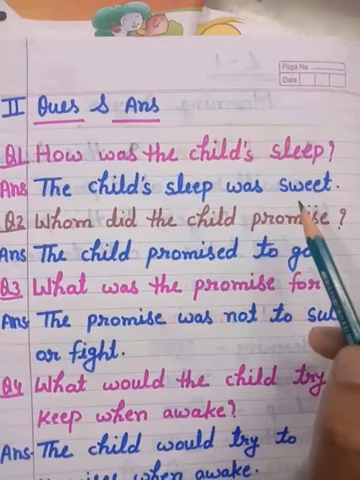 Page No.
Date
II Ques & Ans
Q1 How was the child's sleep?
Ans The child's sleep was sweet.
Q2 Whom did the child promise?
Ans The child promised to
Q3 What was the promise for
Ans: The promise was not to
or fight.
Q4 What would the child try
keep when awake?
Ans. The child would try to
when awake.